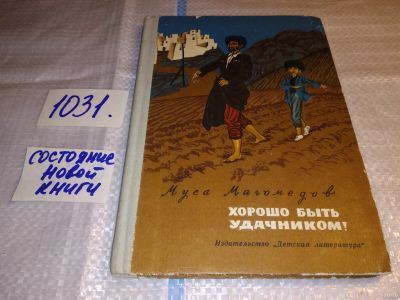 1031.
состояние
новой
книги
Муса Магомедов
ХОРОШО БЫТЬ
УДАЧНИКОМ!
Издательство „Детская литература"